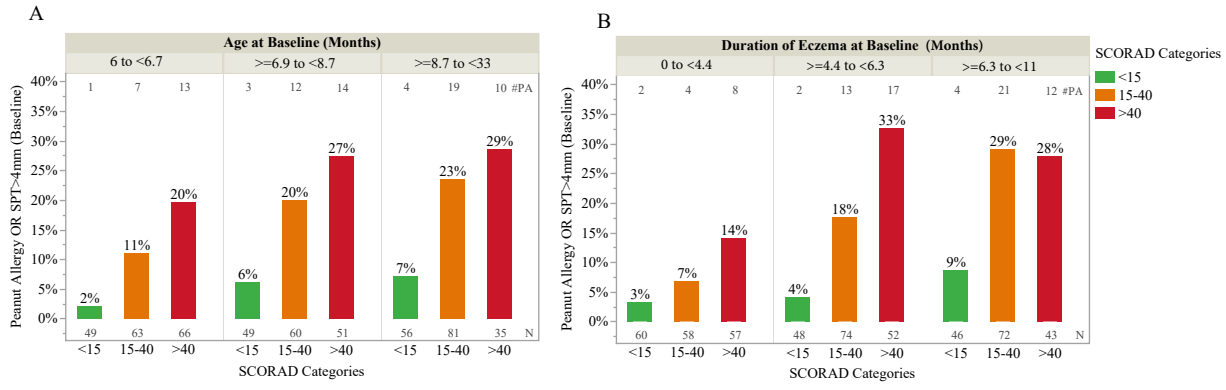 A
Age at Baseline (Months)
6 to <6.7 >=6.9 to <8.7 >=8.7 to <33
40%
35%
30%
25%
20%
15%
10%
5%
0%
Peanut Allergy OR SPT>4mm (Baseline)
1 7 13 3 12 14 4 19 10 #PA
2% 11% 20% 6% 20% 27% 7% 23% 29%
49 63 66 49 60 51 56 81 35 N
<15 15-40 >40 <15 15-40 >40 <15 15-40 >40
SCORAD Categories
B
Duration of Eczema at Baseline (Months)
0 to <4.4 >=4.4 to <6.3 >=6.3 to <11
40%
35%
30%
25%
20%
15%
10%
5%
0%
Peanut Allergy OR SPT>4mm (Baseline)
2 4 8 2 13 17 4 21 12 #PA
3% 7% 14% 4% 18% 33% 9% 29% 28%
60 58 57 48 74 52 46 72 43 N
<15 15-40 >40 <15 15-40 >40 <15 15-40 >40
SCORAD Categories
SCORAD Categories
<15
15-40
>40